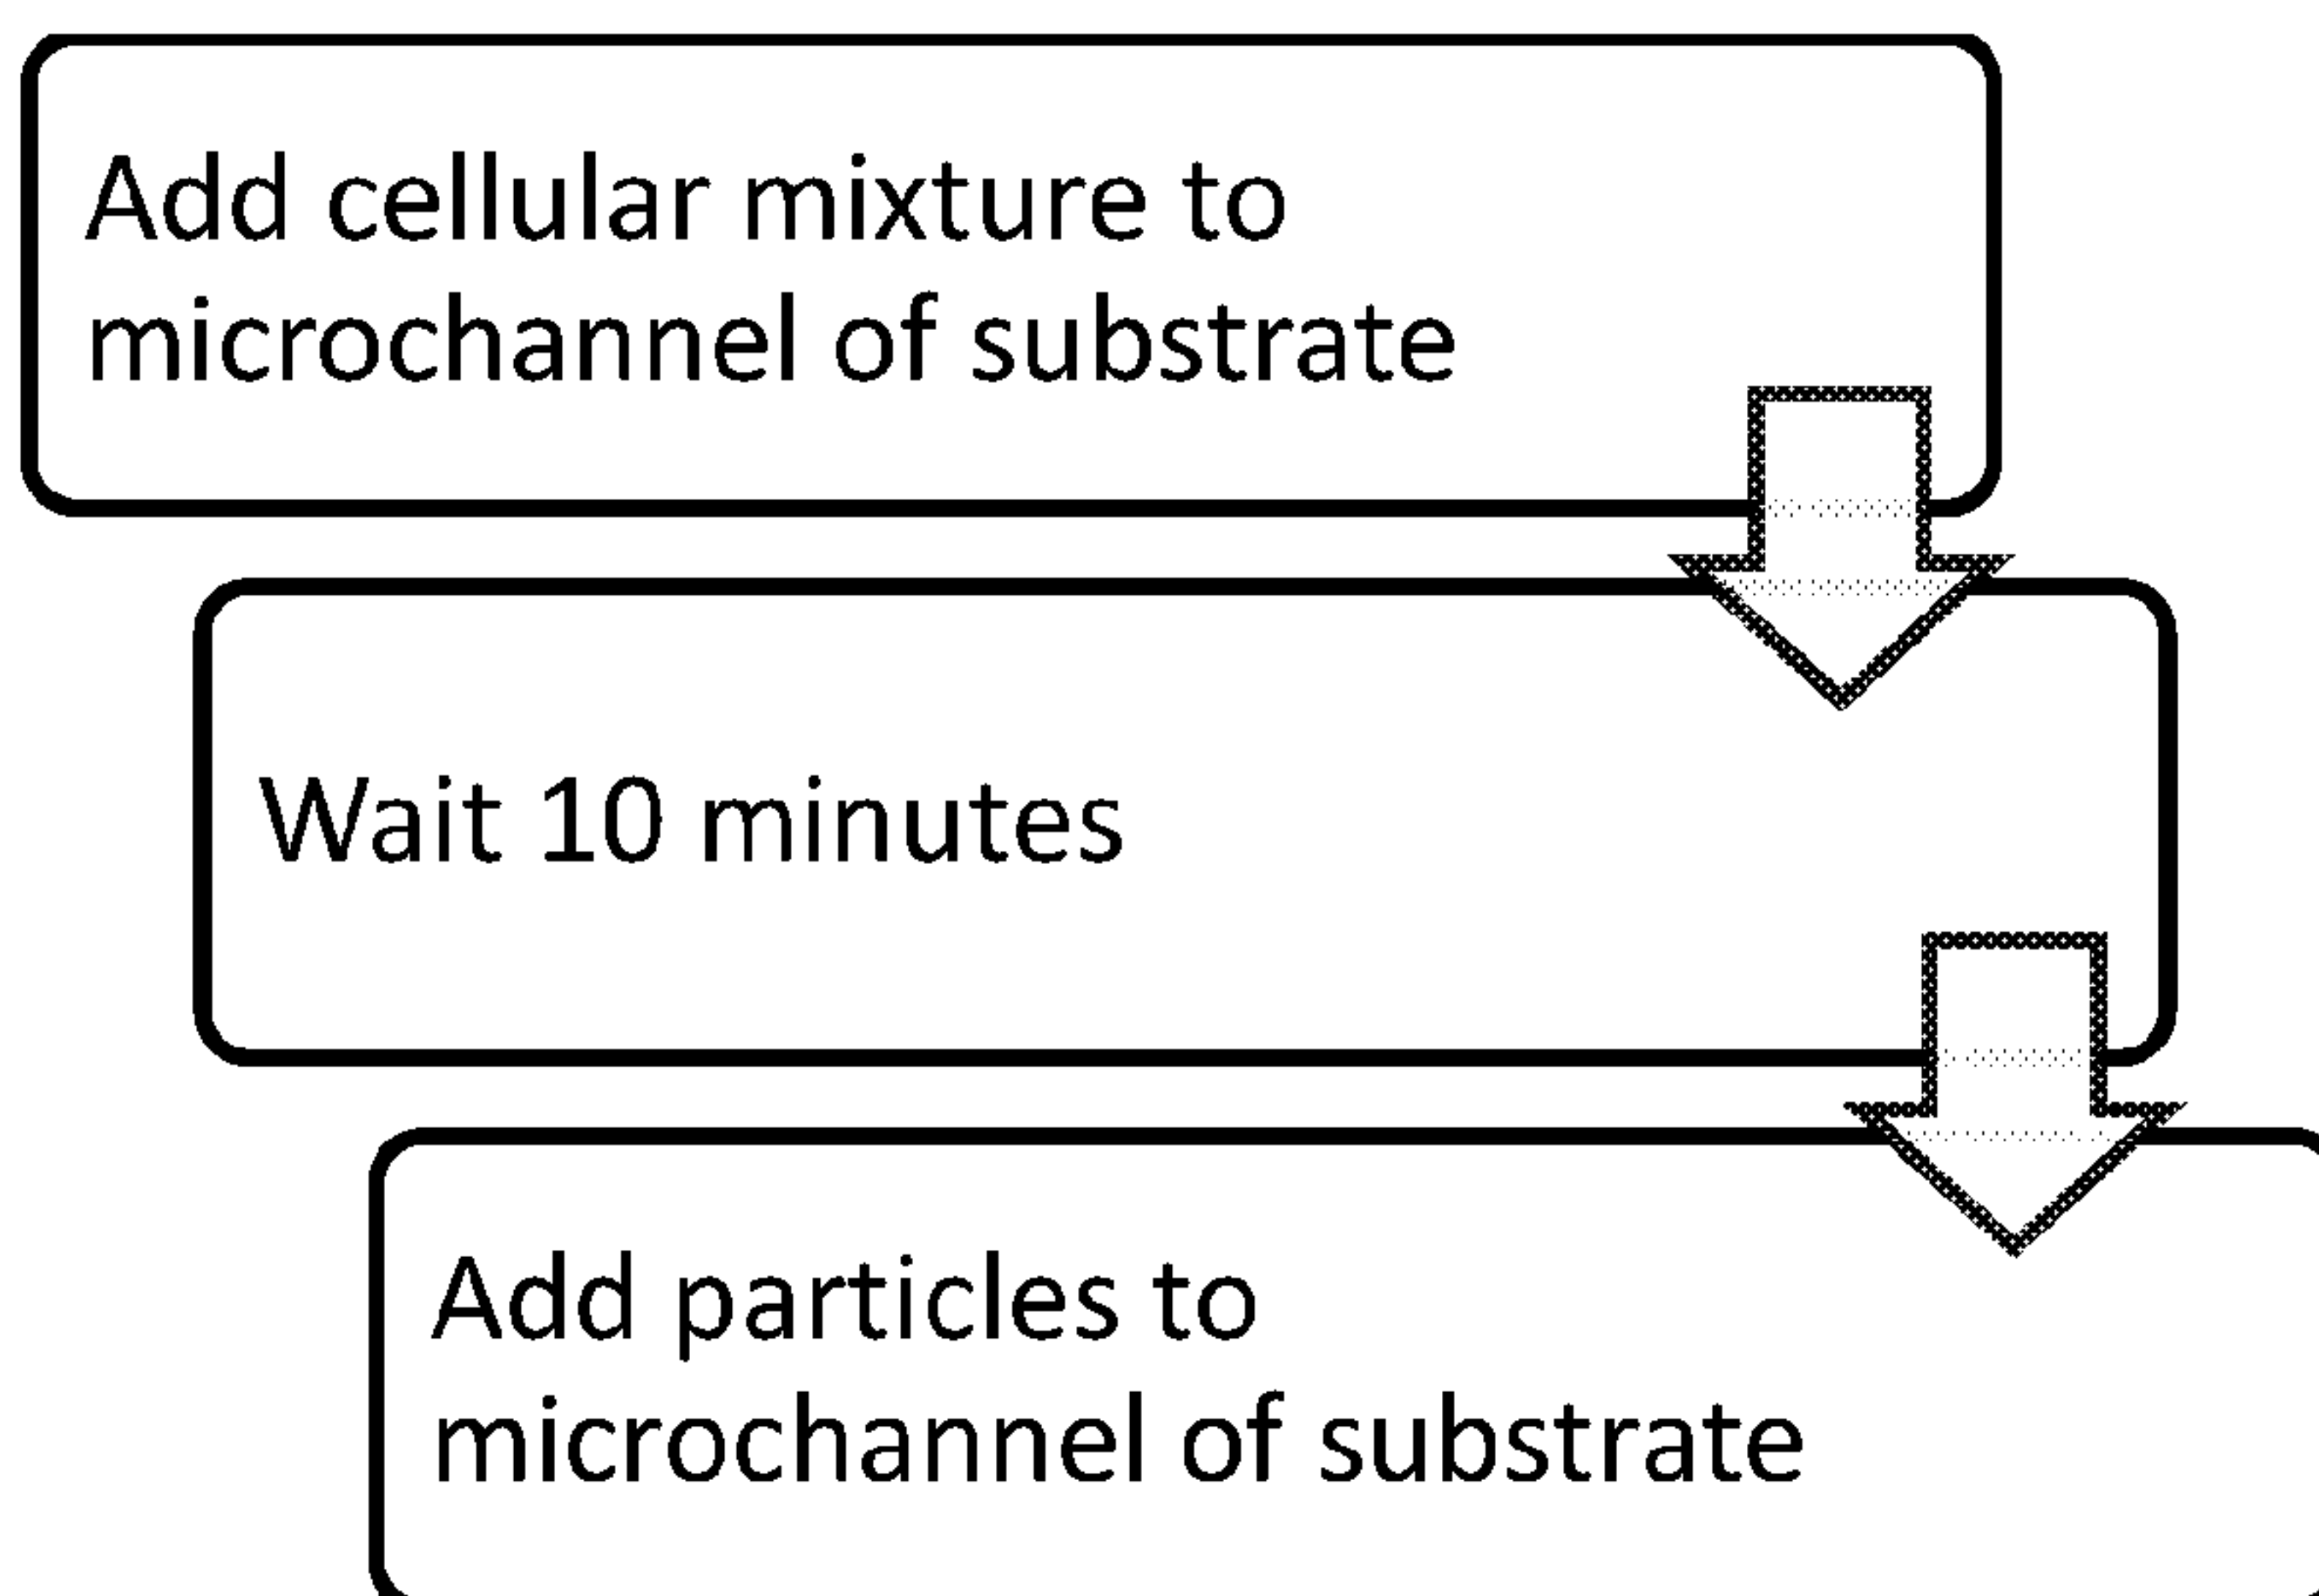 Add cellular mixture to
microchannel of substrate
Wait 10 minutes
Add particles to
microchannel of substrate